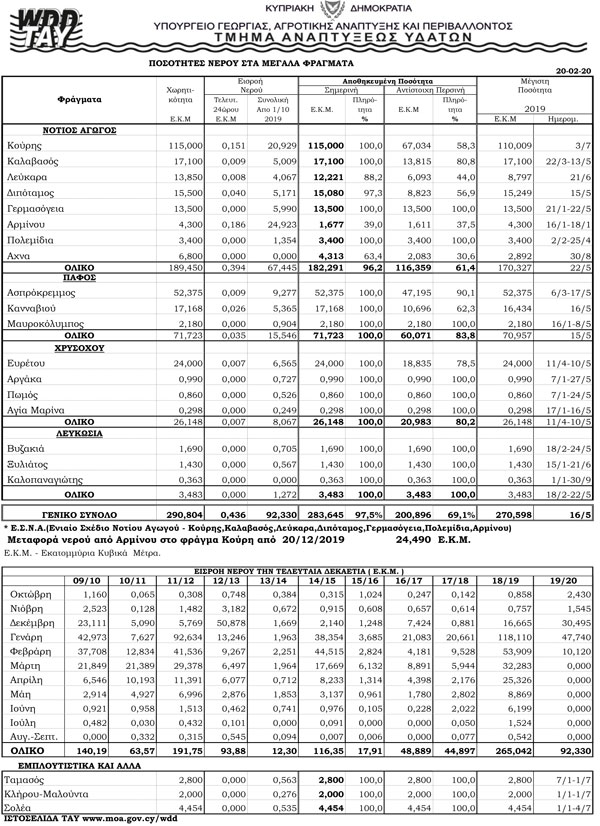 WDD
TAY
ΚΥΠΡΙΑΚΗ ΔΗΜΟΚΡΑΤΙΑ
ΥΠΟΥΡΓΕΙΟ ΓΕΩΡΓΙΑΣ, ΑΓΡΟΤΙΚΗΣ ΑΝΑΠΤΥΞΗΣ ΚΑΙ ΠΕΡΙΒΑΛΛΟΝΤΟΣ
ΤΜΗΜΑ ΑΝΑΠΤΥΞΕΩΣ ΥΔΑΤΩΝ
ΠΟΣΟΤΗΤΕΣ ΝΕΡΟΥ ΣΤΑ ΜΕΓΑΛΑ ΦΡΑΓΜΑΤΑ
20-02-20
Φράγματα Χωρητι-κότητα Ε.Κ.Μ Εισροή Νερού Αποθηκευμένη Ποσότητα Μέγιστη Ποσότητα
Τελευτ. 24ώρου Ε.Κ.Μ Συνολική Από 1/10 2019 Σημερινή Αντίστοιχη Περσινή 2019
Ε.Κ.Μ. Πληρό-τητα % Ε.Κ.Μ. Πληρό-τητα % Ε.Κ.Μ Ημερομ.
ΝΟΤΙΟΣ ΑΓΩΓΟΣ
Κούρης 115,000 0,151 20,929 115,000 100,0 67,034 58,3 110,009 3/7
Καλαβασός 17,100 0,009 5,009 17,100 100,0 13,815 80,8 17,100 22/3-13/5
Λεύκαρα 13,850 0,008 4,067 12,221 88,2 6,093 44,0 8,797 21/6
Διπόταμος 15,500 0,040 5,171 15,080 97,3 8,823 56,9 15,249 15/5
Γερμασόγεια 13,500 0,000 5,990 13,500 100,0 13,500 100,0 13,500 21/1-22/5
Αρμίνου 4,300 0,186 24,923 1,677 39,0 1,611 37,5 4,300 16/1-18/1
Πολεμίδια 3,400 0,000 1,354 3,400 100,0 3,400 100,0 3,400 2/2-25/4
Αχνα 6,800 0,000 0,000 4,313 63,4 2,083 30,6 2,892 30/8
ΟΛΙΚΟ 189,450 0,394 67,445 182,291 96,2 116,359 61,4 170,327 22/5
ΠΑΦΟΣ
Ασπρόκρεμμος 52,375 0,009 9,277 52,375 100,0 47,195 90,1 52,375 6/3-17/5
Κανναβιού 17,168 0,026 5,365 17,168 100,0 10,696 62,3 16,434 16/5
Μαυροκόλυμπος 2,180 0,000 0,904 2,180 100,0 2,180 100,0 2,180 16/1-8/5
ΟΛΙΚΟ 71,723 0,035 15,546 71,723 100,0 60,071 83,8 70,957 15/5
ΧΡΥΣΟΧΟΥ
Ευρέτου 24,000 0,007 6,565 24,000 100,0 18,835 78,5 24,000 11/4-10/5
Αργάκα 0,990 0,000 0,727 0,990 100,0 0,990 100,0 0,990 7/1-27/5
Πωμός 0,860 0,000 0,526 0,860 100,0 0,860 100,0 0,860 7/1-24/5
Αγία Μαρίνα 0,298 0,000 0,249 0,298 100,0 0,298 100,0 0,298 17/1-16/5
ΟΛΙΚΟ 26,148 0,007 8,067 26,148 100,0 20,983 80,2 26,148 11/4-10/5
ΛΕΥΚΩΣΙΑ
Βυζακιά 1,690 0,000 0,705 1,690 100,0 1,690 100,0 1,690 18/2-24/5
Ξυλιάτος 1,430 0,000 0,567 1,430 100,0 1,430 100,0 1,430 15/1-21/6
Καλοπαναγιώτης 0,363 0,000 0,000 0,363 100,0 0,363 100,0 0,363 1/1-30/9
ΟΛΙΚΟ 3,483 0,000 1,272 3,483 100,0 3,483 100,0 3,483 18/2-22/5
ΓΕΝΙΚΟ ΣΥΝΟΛΟ 290,804 0,436 92,330 283,645 97,5% 200,896 69,1% 270,598 16/5
* Ε.Σ.Ν.Α.(Ενιαίο Σχέδιο Νοτίου Αγωγού - Κούρης,Καλαβασός,Λεύκαρα,Διπόταμος,Γερμασόγεια,Πολεμίδια,Αρμίνου)
Μεταφορά νερού από Αρμίνου στο φράγμα Κούρη από 20/12/2019 24,490 Ε.Κ.Μ.
Ε.Κ.Μ. - Εκατομμύρια Κυβικά Μέτρα.
ΕΙΣΡΟΗ ΝΕΡΟΥ ΤΗΝ ΤΕΛΕΥΤΑΙΑ ΔΕΚΑΕΤΙΑ ( Ε.Κ.Μ. )
09/10 10/11 11/12 12/13 13/14 14/15 15/16 16/17 17/18 18/19 19/20
Οκτώβρη 1,160 0,065 0,308 0,748 0,384 0,315 1,024 0,247 0,142 0,858 2,430
Νιόβρη 2,523 0,128 1,482 3,182 0,672 0,915 0,608 0,657 0,614 0,757 1,545
Δεκέμβρη 23,111 5,090 5,769 50,878 1,669 2,140 1,248 7,424 0,881 16,665 30,495
Γενάρη 42,973 7,627 92,634 13,246 1,963 38,354 3,685 21,083 20,661 118,110 47,740
Φεβράρη 37,708 12,834 41,536 9,267 2,251 44,515 2,824 4,181 9,528 53,909 10,120
Μάρτη 21,849 21,389 29,378 6,497 1,964 17,669 6,132 8,891 5,944 32,283 0,000
Απρίλη 6,546 10,193 11,391 6,077 0,712 8,233 1,314 4,398 2,176 25,326 0,000
Μάη 2,914 4,927 6,996 2,876 1,853 3,137 0,961 1,780 2,802 8,869 0,000
Ιούνη 0,921 0,958 1,513 0,462 0,741 0,976 0,105 0,228 2,022 6,199 0,000
Ιούλη 0,482 0,030 0,432 0,101 0,000 0,091 0,000 0,000 0,050 1,524 0,000
Αυγ.-Σεπτ. 0,000 0,332 0,315 0,545 0,094 0,007 0,006 0,000 0,077 0,542 0,000
ΟΛΙΚΟ 140,19 63,57 191,75 93,88 12,30 116,35 17,91 48,889 44,897 265,042 92,330
ΕΜΠΛΟΥΤΙΣΤΙΚΑ ΚΑΙ ΑΛΛΑ
Ταμασός 2,800 0,000 0,563 2,800 100,0 2,800 100,0 2,800 7/1-1/7
Κλήρου-Μαλούντα 2,000 0,000 0,276 2,000 100,0 2,000 100,0 2,000 1/1-1/7
Σολέα 4,454 0,000 0,535 4,454 100,0 4,454 100,0 4,454 1/1-4/7
ΙΣΤΟΣΕΛΙΔΑ ΤΑΥ www.moa.gov.cy/wdd